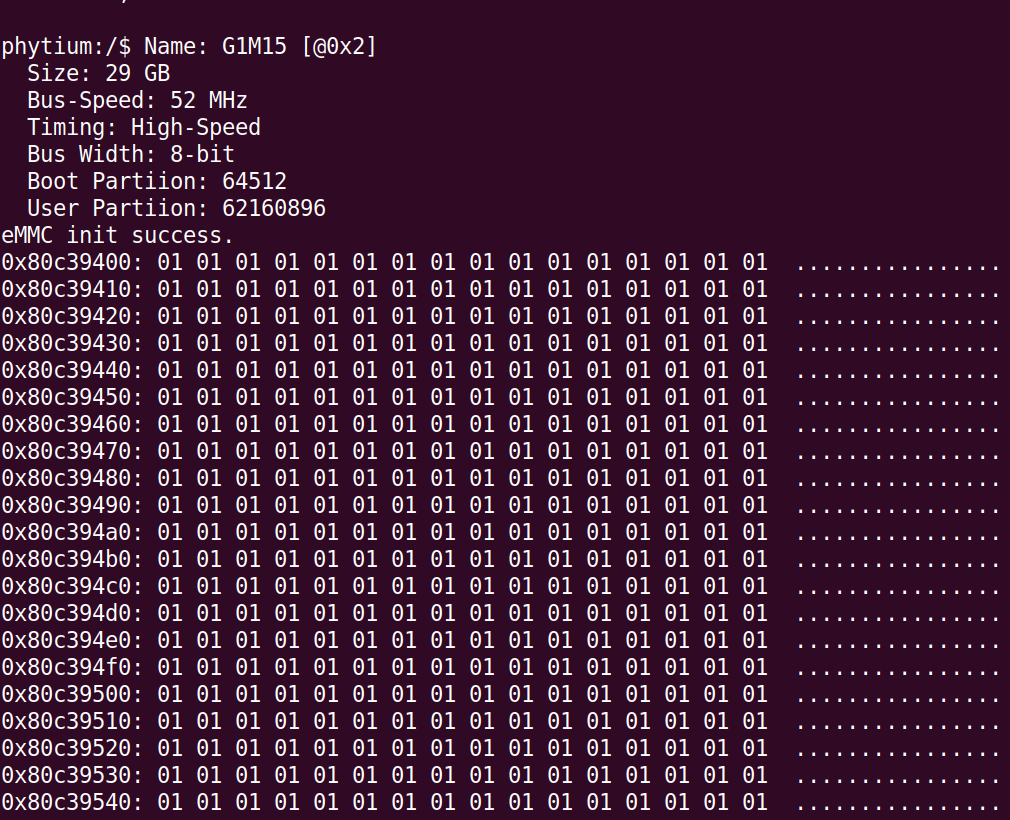 phytium:/$ Name: G1M15 [@0x2]
  Size: 29 GB
  Bus-Speed: 52 MHz
  Timing: High-Speed
  Bus Width: 8-bit
  Boot Partiion: 64512
  User Partiion: 62160896
eMMC init success.
0x80c39400: 01 01 01 01 01 01 01 01 01 01 01 01 01 01 01 01  ................
0x80c39410: 01 01 01 01 01 01 01 01 01 01 01 01 01 01 01 01  ................
0x80c39420: 01 01 01 01 01 01 01 01 01 01 01 01 01 01 01 01  ................
0x80c39430: 01 01 01 01 01 01 01 01 01 01 01 01 01 01 01 01  ................
0x80c39440: 01 01 01 01 01 01 01 01 01 01 01 01 01 01 01 01  ................
0x80c39450: 01 01 01 01 01 01 01 01 01 01 01 01 01 01 01 01  ................
0x80c39460: 01 01 01 01 01 01 01 01 01 01 01 01 01 01 01 01  ................
0x80c39470: 01 01 01 01 01 01 01 01 01 01 01 01 01 01 01 01  ................
0x80c39480: 01 01 01 01 01 01 01 01 01 01 01 01 01 01 01 01  ................
0x80c39490: 01 01 01 01 01 01 01 01 01 01 01 01 01 01 01 01  ................
0x80c394a0: 01 01 01 01 01 01 01 01 01 01 01 01 01 01 01 01  ................
0x80c394b0: 01 01 01 01 01 01 01 01 01 01 01 01 01 01 01 01  ................
0x80c394c0: 01 01 01 01 01 01 01 01 01 01 01 01 01 01 01 01  ................
0x80c394d0: 01 01 01 01 01 01 01 01 01 01 01 01 01 01 01 01  ................
0x80c394e0: 01 01 01 01 01 01 01 01 01 01 01 01 01 01 01 01  ................
0x80c394f0: 01 01 01 01 01 01 01 01 01 01 01 01 01 01 01 01  ................
0x80c39500: 01 01 01 01 01 01 01 01 01 01 01 01 01 01 01 01  ................
0x80c39510: 01 01 01 01 01 01 01 01 01 01 01 01 01 01 01 01  ................
0x80c39520: 01 01 01 01 01 01 01 01 01 01 01 01 01 01 01 01  ................
0x80c39530: 01 01 01 01 01 01 01 01 01 01 01 01 01 01 01 01  ................
0x80c39540: 01 01 01 01 01 01 01 01 01 01 01 01 01 01 01 01  ................